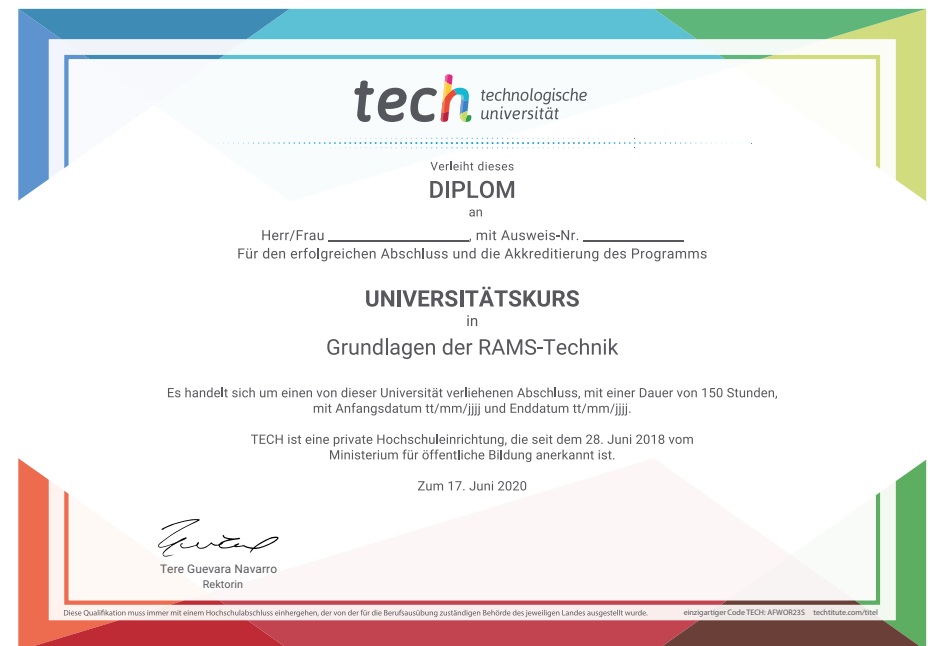 tech technologische
universität
Verleiht dieses
DIPLOM
an
Herr/Frau ____________, mit Ausweis-Nr. ____________
Für den erfolgreichen Abschluss und die Akkreditierung des Programms
UNIVERSITÄTSKURS
in
Grundlagen der RAMS-Technik
Es handelt sich um einen von dieser Universität verliehenen Abschluss, mit einer Dauer von 150 Stunden,
mit Anfangsdatum tt/mm/jjjj und Enddatum tt/mm/jjjj.
TECH ist eine private Hochschuleinrichtung, die seit dem 28. Juni 2018 vom
Ministerium für öffentliche Bildung anerkannt ist.
Zum 17. Juni 2020
Tere Guevara Navarro
Rektorin
Diese Qualifikation muss immer mit einem Hochschulabschluss einhergehen, der von der für die Berufsausübung zuständigen Behörde des jeweiligen Landes ausgestellt wurde. einzigartiger Code TECH: AFWOR23S techtitute.com/titel